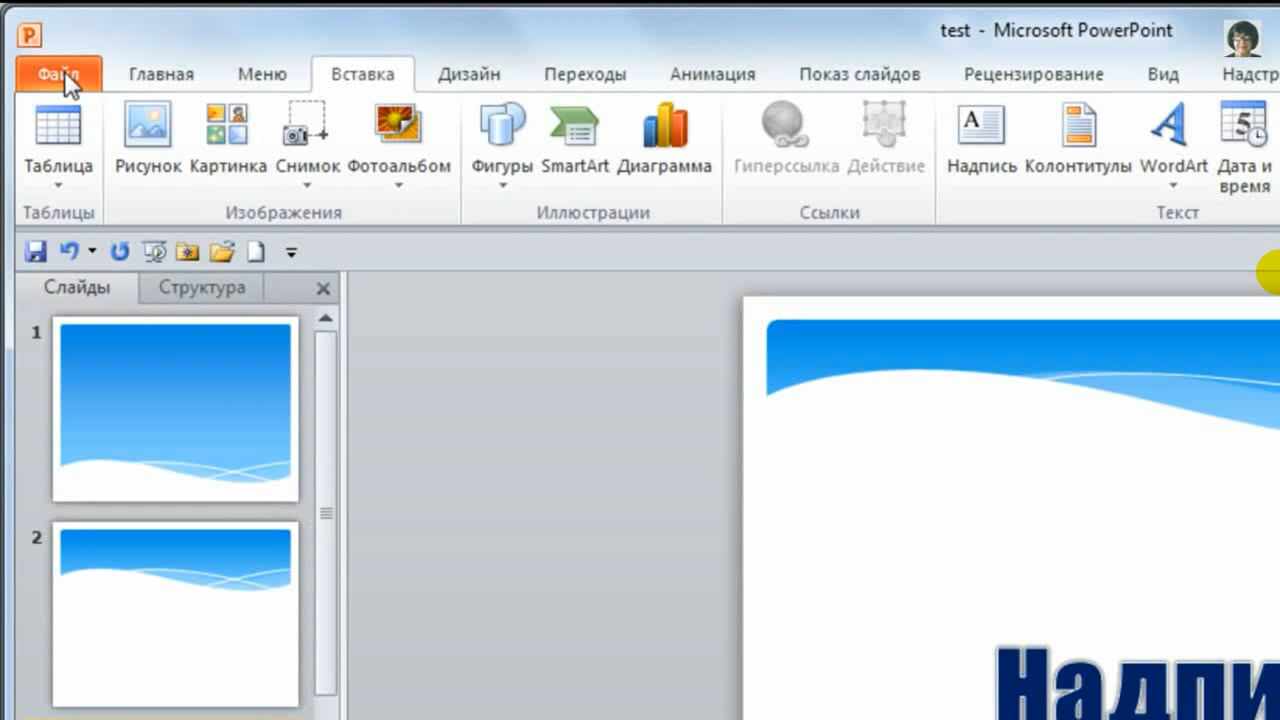 test - Microsoft PowerPoint
Файл Главная Меню Вставка Дизайн Переходы Анимация Показ слайдов Рецензирование Вид Надстр
Таблица Рисунок Картинка Снимок Фотоальбом Фигуры SmartArt Диаграмма Гиперссылка Действие Надпись Колонтитулы WordArt Дата и
время
Таблицы Изображения Иллюстрации Ссылки Текст
Слайды Структура
1
2
Надпи